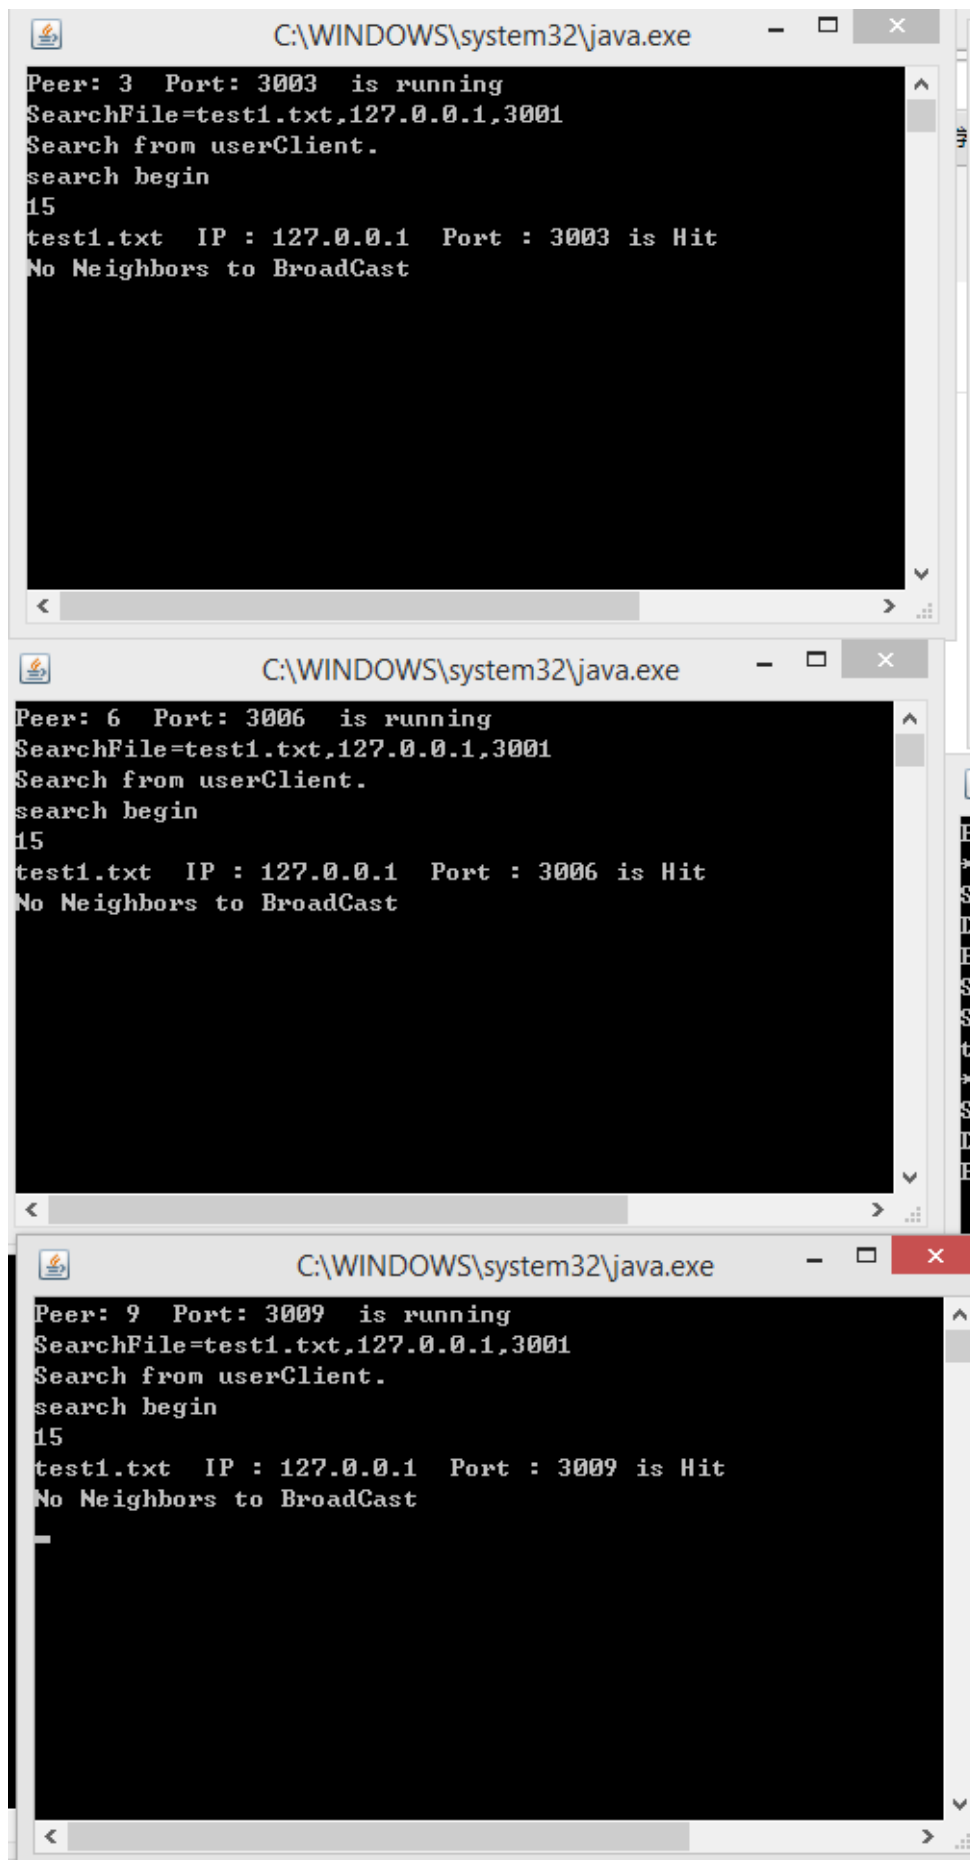 C:\WINDOWS\system32\java.exe
Peer: 3  Port: 3003  is running
SearchFile=test1.txt,127.0.0.1,3001
Search from userClient.
search begin
15
test1.txt  IP : 127.0.0.1  Port : 3003 is Hit
No Neighbors to BroadCast
C:\WINDOWS\system32\java.exe
Peer: 6  Port: 3006  is running
SearchFile=test1.txt,127.0.0.1,3001
Search from userClient.
search begin
15
test1.txt  IP : 127.0.0.1  Port : 3006 is Hit
No Neighbors to BroadCast
C:\WINDOWS\system32\java.exe
Peer: 9  Port: 3009  is running
SearchFile=test1.txt,127.0.0.1,3001
Search from userClient.
search begin
15
test1.txt  IP : 127.0.0.1  Port : 3009 is Hit
No Neighbors to BroadCast